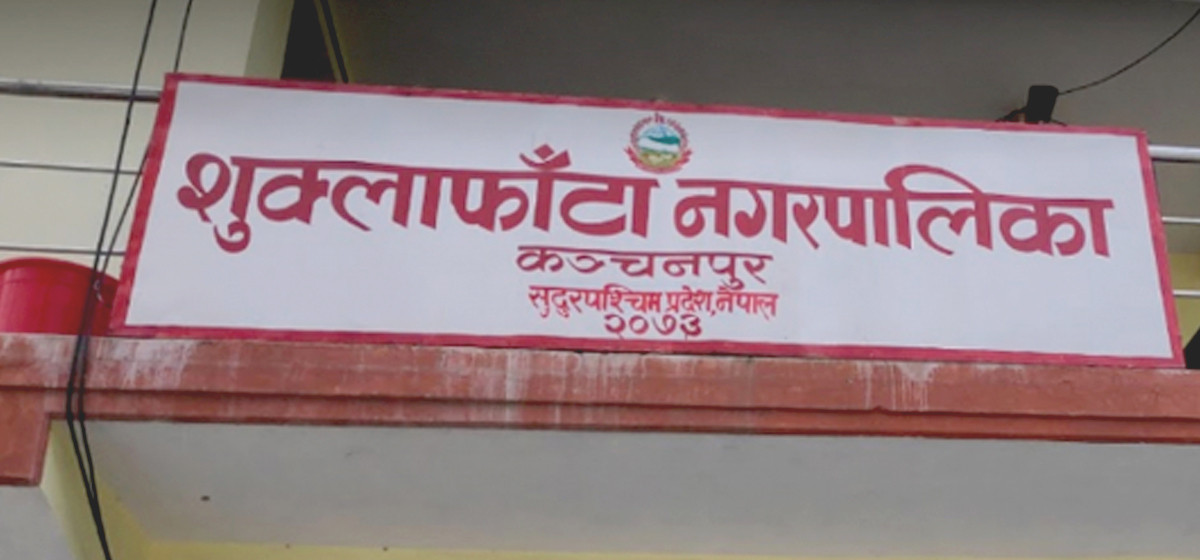 शुक्लाफाँटा नगरपालिका
कञ्चनपुर
सुदुरपश्चिम प्रदेश, नेपाल
२०७३